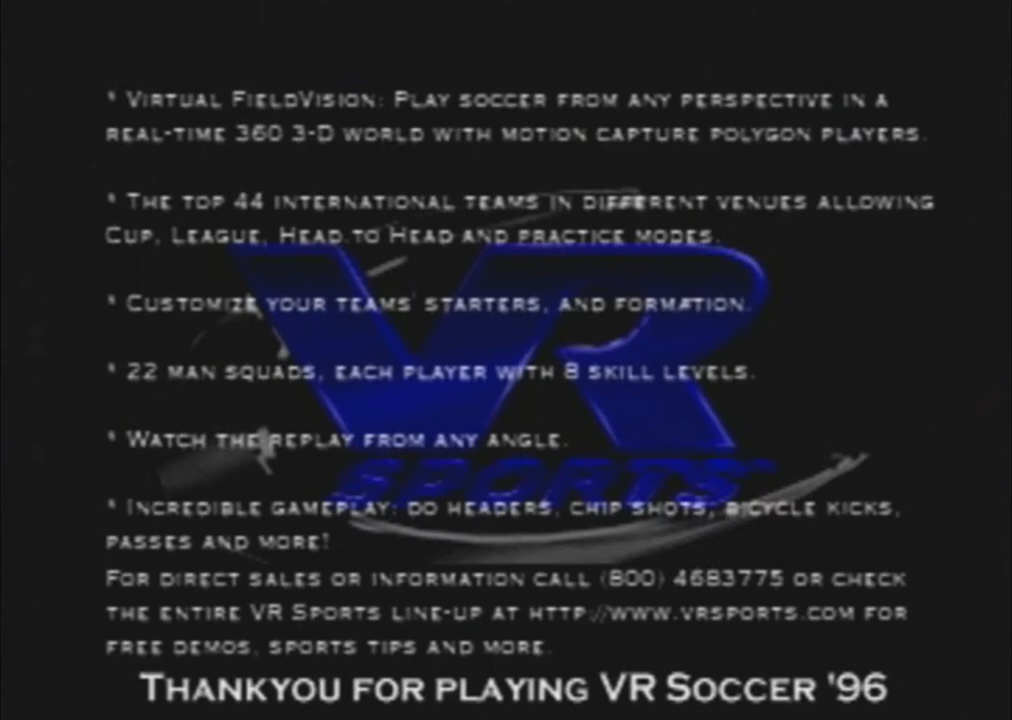 * Virtual FieldVision: Play soccer from any perspective in a
real-time 360 3-D world with motion capture polygon players.
* The top 44 international teams in different venues allowing
Cup, League, Head to Head and practice modes.
* Customize your teams' starters, and formation.
* 22 man squads, each player with 8 skill levels.
* Watch the replay from any angle.
* Incredible gameplay: do headers, chip shots, bicycle kicks,
passes and more!
For direct sales or information call (800) 4683775 or check
the entire VR Sports line-up at http://www.vrsports.com for
free demos, sports tips and more.
Thankyou for playing VR Soccer '96
VR
SPORTS